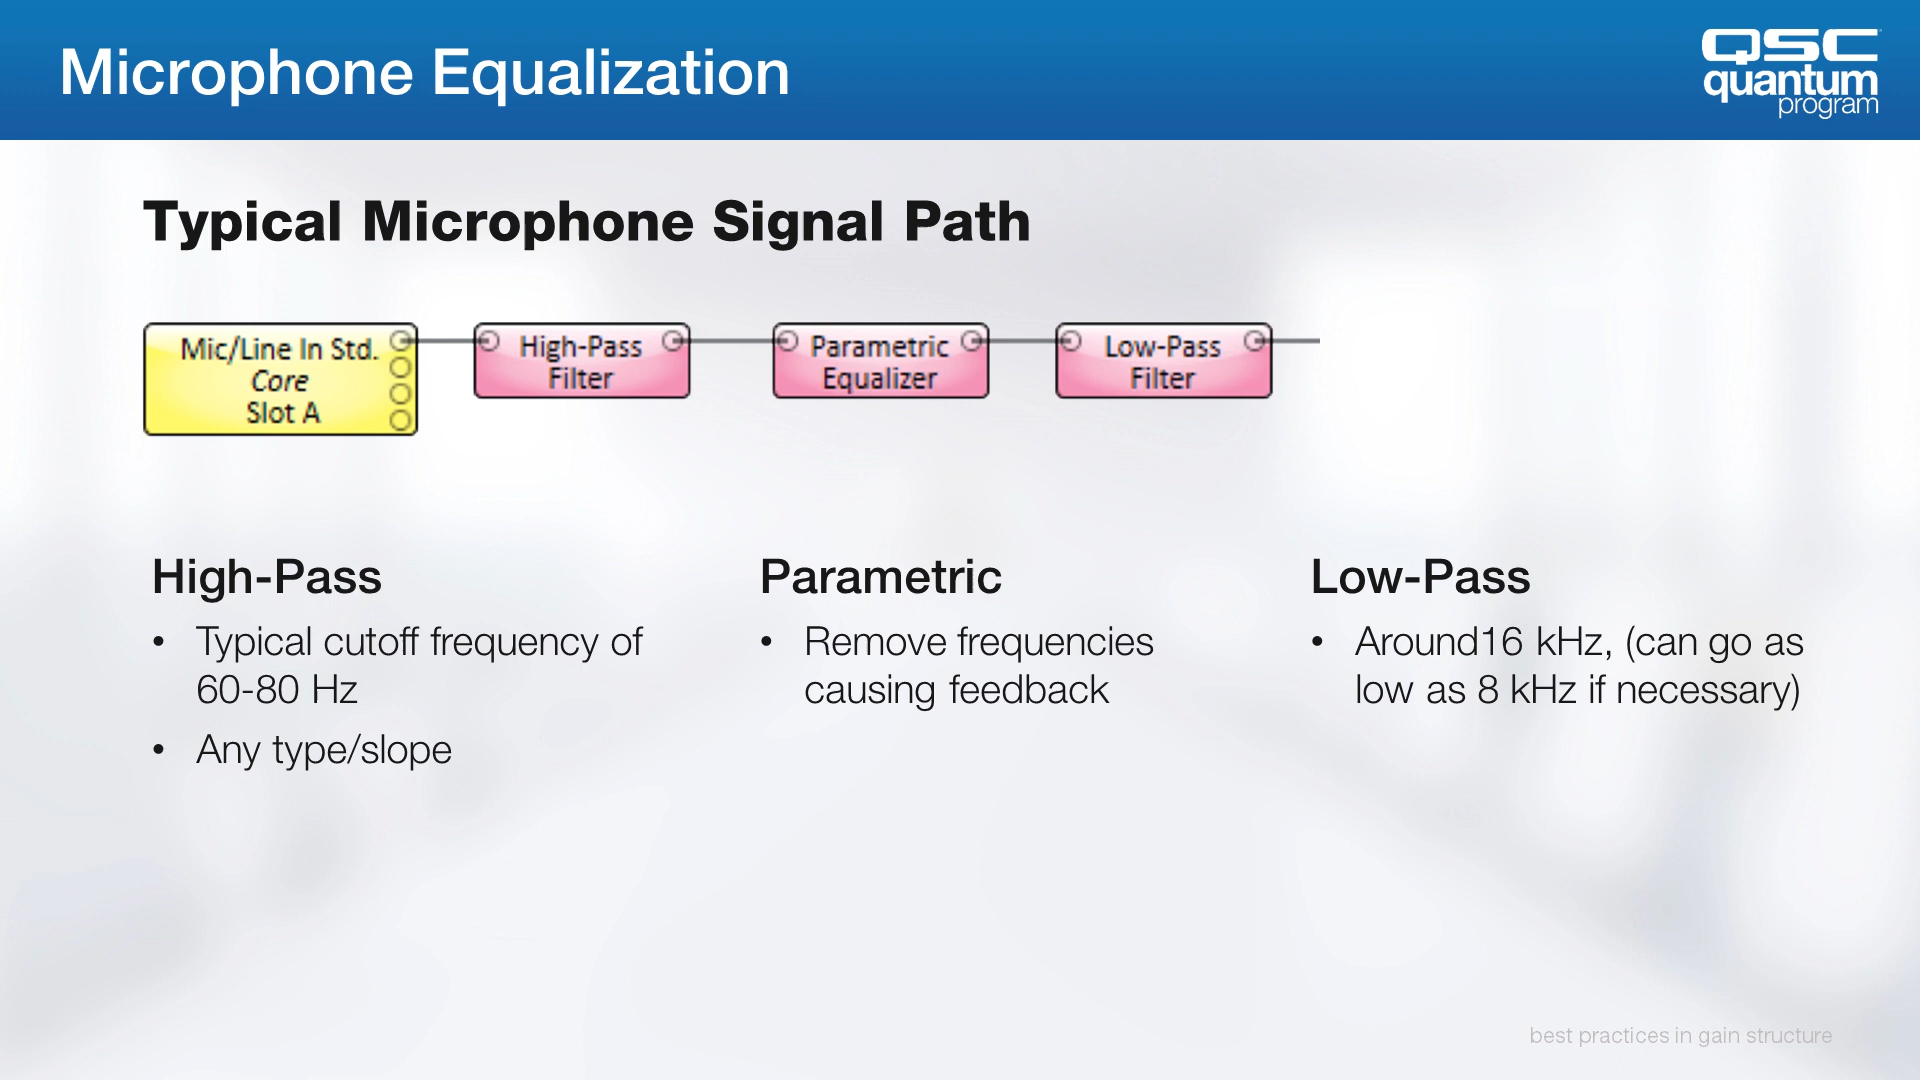 Microphone Equalization
QSC
quantum
program
Typical Microphone Signal Path
Mic/Line In Std.
Core
Slot A
High-Pass
Filter
Parametric
Equalizer
Low-Pass
Filter
High-Pass
• Typical cutoff frequency of
60-80 Hz
• Any type/slope
Parametric
• Remove frequencies
causing feedback
Low-Pass
• Around16 kHz, (can go as
low as 8 kHz if necessary)
best practices in gain structure